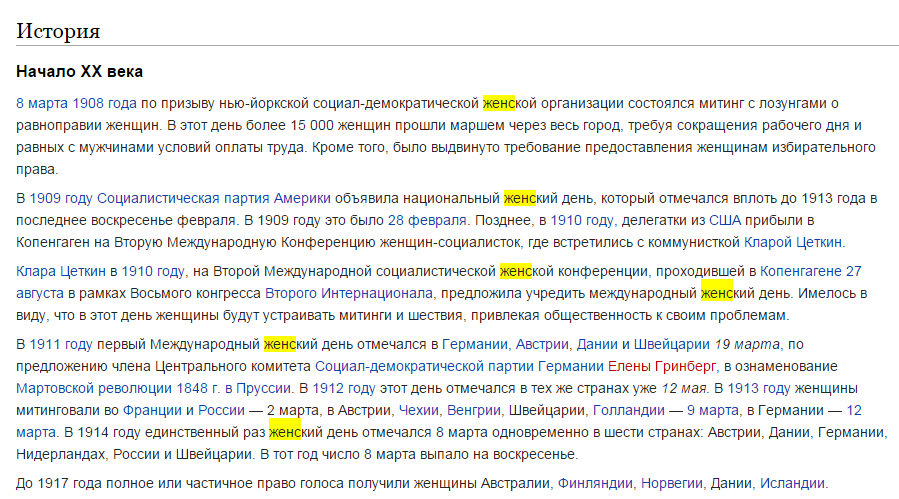 История
Начало XX века
8 марта 1908 года по призыву нью-йоркской социал-демократической женской организации состоялся митинг с лозунгами о
равноправии женщин. В этот день более 15 000 женщин прошли маршем через весь город, требуя сокращения рабочего дня и
равных с мужчинами условий оплаты труда. Кроме того, было выдвинуто требование предоставления женщинам избирательного
права.
В 1909 году Социалистическая партия Америки объявила национальный женский день, который отмечался вплоть до 1913 года в
последнее воскресенье февраля. В 1909 году это было 28 февраля. Позднее, в 1910 году, делегатки из США прибыли в
Копенгаген на Вторую Международную Конференцию женщин-социалисток, где встретились с коммунисткой Кларой Цеткин.
Клара Цеткин в 1910 году, на Второй Международной социалистической женской конференции, проходившей в Копенгагене 27
августа в рамках Восьмого конгресса Второго Интернационала, предложила учредить международный женский день. Имелось в
виду, что в этот день женщины будут устраивать митинги и шествия, привлекая общественность к своим проблемам.
В 1911 году первый Международный женский день отмечался в Германии, Австрии, Дании и Швейцарии 19 марта, по
предложению члена Центрального комитета Социал-демократической партии Германии Елены Гринберг, в ознаменование
Мартовской революции 1848 г. в Пруссии. В 1912 году этот день отмечался в тех же странах уже 12 мая. В 1913 году женщины
митинговали во Франции и России — 2 марта, в Австрии, Чехии, Венгрии, Швейцарии, Голландии — 9 марта, в Германии — 12
марта. В 1914 году единственный раз женский день отмечался 8 марта одновременно в шести странах: Австрии, Дании, Германии,
Нидерландах, России и Швейцарии. В тот год число 8 марта выпало на воскресенье.
До 1917 года полное или частичное право голоса получили женщины Австралии, Финляндии, Норвегии, Дании, Исландии.